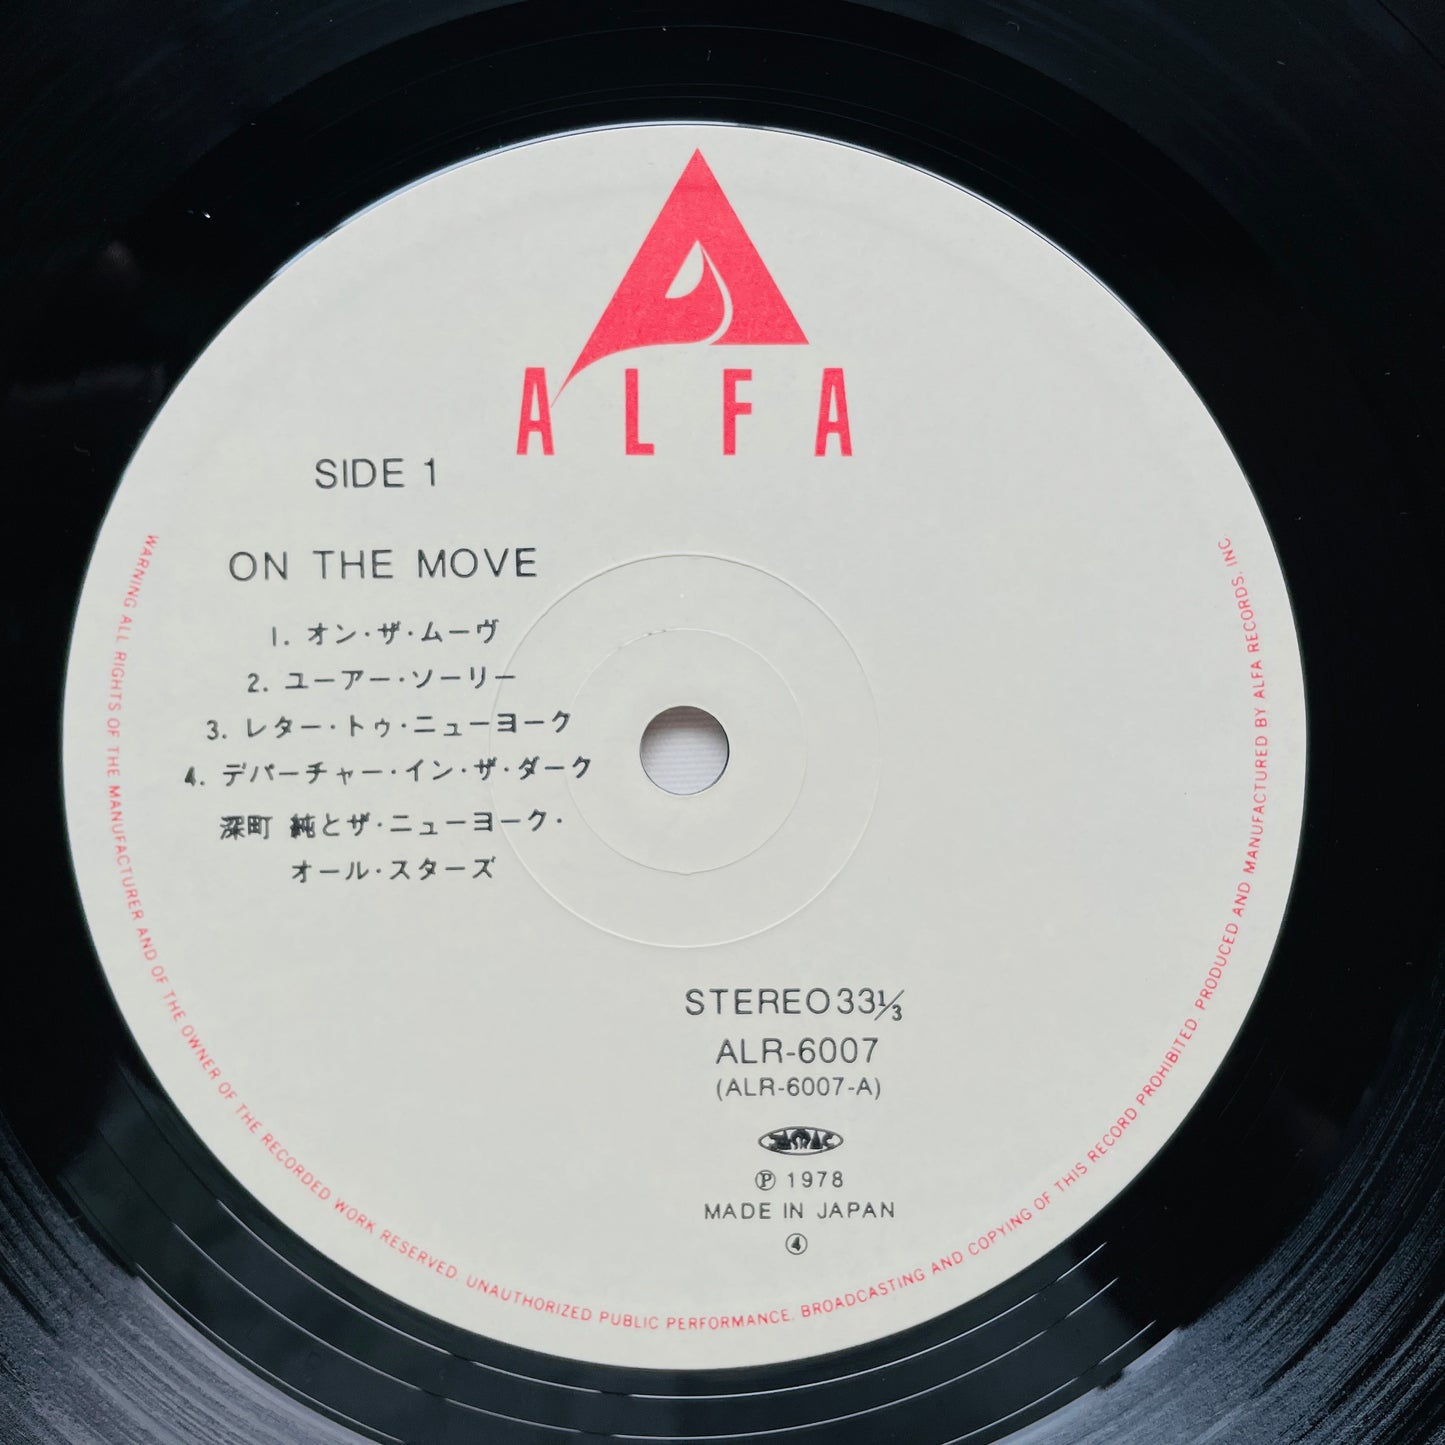 ALFA
SIDE 1
ON THE MOVE
1. オン・ザ・ムーヴ
2. ユーアー・ソーリー
3. レター・トゥ・ニューヨーク
4. デパーチャー・イン・ザ・ダーク
深町 純とザ・ニューヨーク・
オール・スターズ
STEREO 33⅓
ALR-6007
(ALR-6007-A)
Ⓟ 1978
MADE IN JAPAN
④
WARNING ALL RIGHTS OF THE MANUFACTURER AND OF THE OWNER OF THE RECORDED WORK RESERVED. UNAUTHORIZED PUBLIC PERFORMANCE, BROADCASTING AND COPYING OF THIS RECORD PROHIBITED. PRODUCED AND MANUFACTURED BY ALFA RECORDS, INC